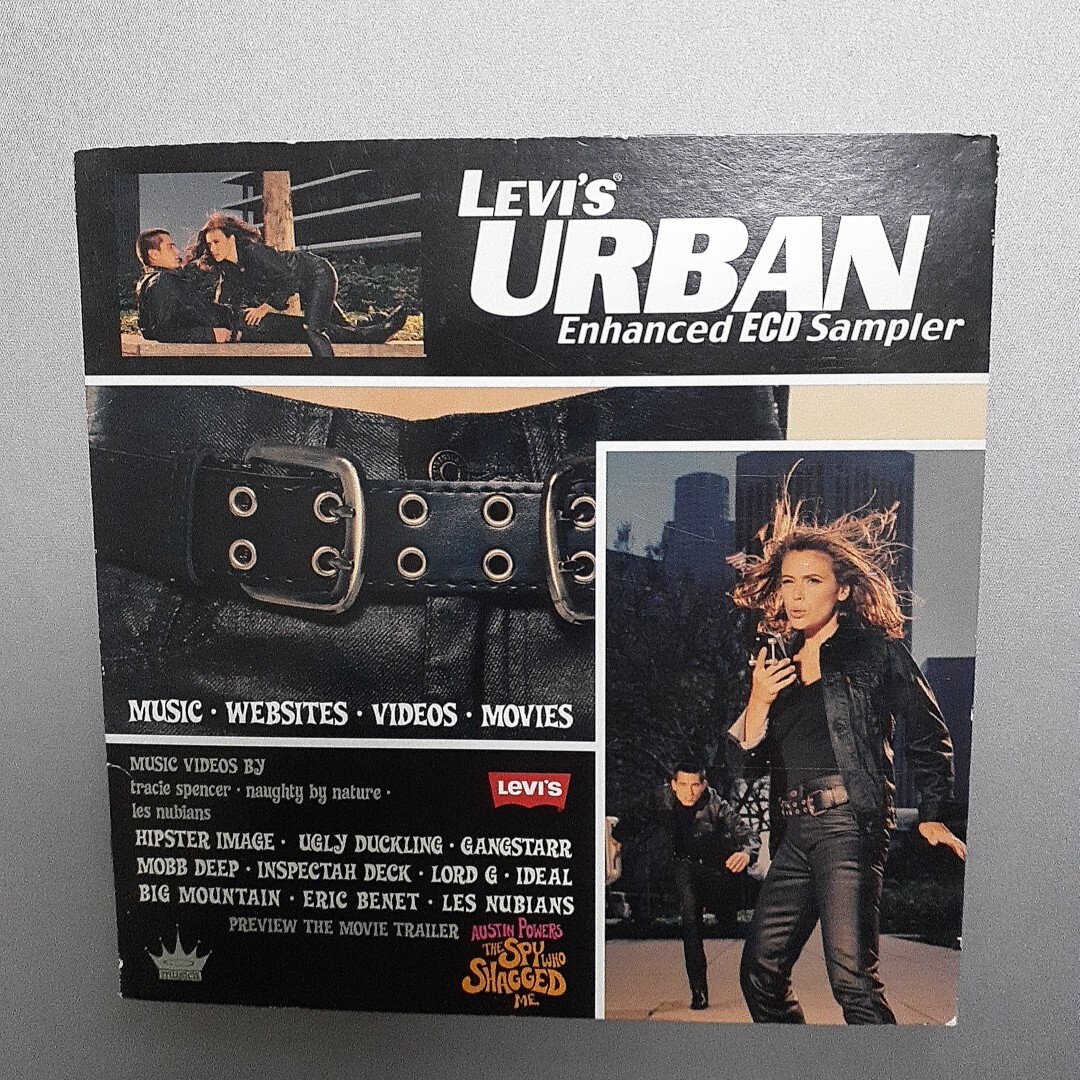 LEVI'S®
URBAN
Enhanced ECD Sampler
MUSIC · WEBSITES · VIDEOS · MOVIES
MUSIC VIDEOS BY
tracie spencer · naughty by nature ·
les nubians
LEVI'S
HIPSTER IMAGE · UGLY DUCKLING · GANGSTARR
MOBB DEEP · INSPECTAH DECK · LORD G · IDEAL
BIG MOUNTAIN · ERIC BENET · LES NUBIANS
PREVIEW THE MOVIE TRAILER
AUSTIN POWERS
THE SPY WHO
SHAGGED
ME
musica